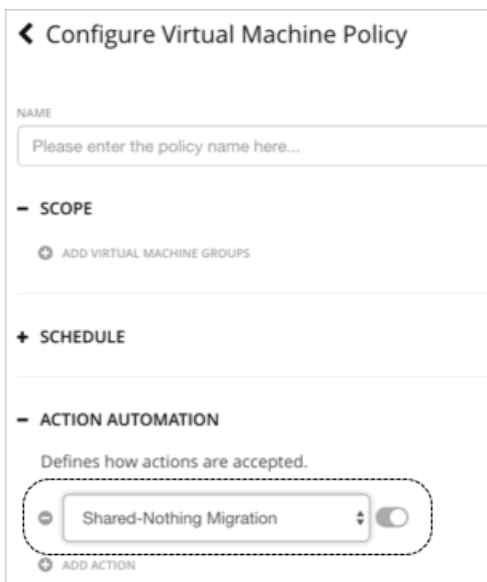 Configure Virtual Machine Policy
NAME
Please enter the policy name here...
SCOPE
ADD VIRTUAL MACHINE GROUPS
SCHEDULE
ACTION AUTOMATION
Defines how actions are accepted.
Shared-Nothing Migration
ADD ACTION